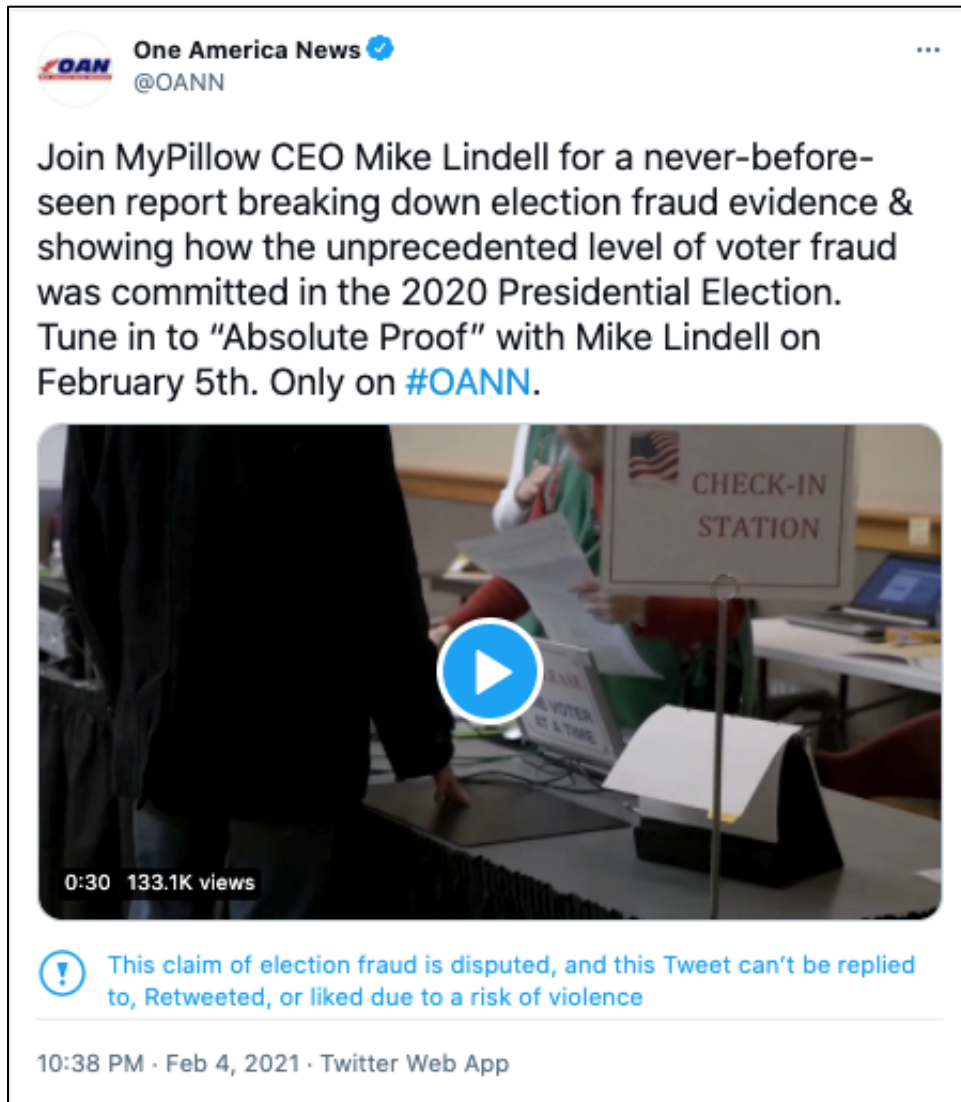 OAN
One America News
@OANN
Join MyPillow CEO Mike Lindell for a never-before-
seen report breaking down election fraud evidence &
showing how the unprecedented level of voter fraud
was committed in the 2020 Presidential Election.
Tune in to “Absolute Proof” with Mike Lindell on
February 5th. Only on #OANN.
CHECK-IN
STATION
VOTER
AT A TIME
0:30 133.1K views
This claim of election fraud is disputed, and this Tweet can’t be replied
to, Retweeted, or liked due to a risk of violence
10:38 PM · Feb 4, 2021 · Twitter Web App